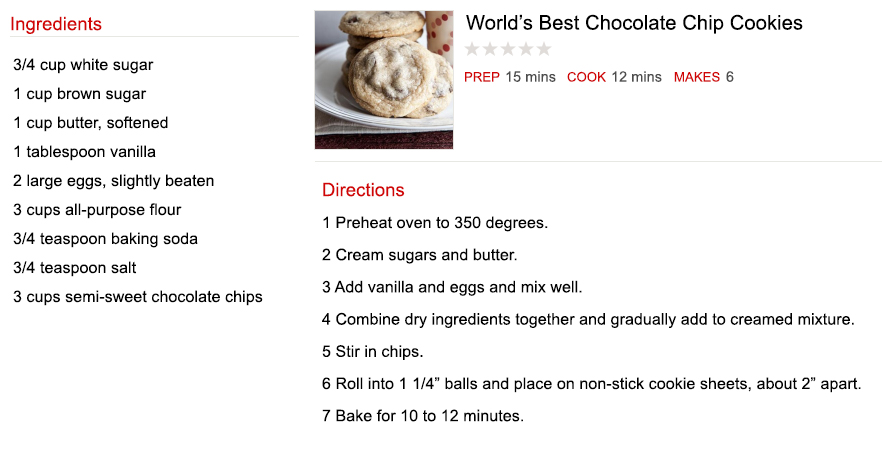 Ingredients
3/4 cup white sugar
1 cup brown sugar
1 cup butter, softened
1 tablespoon vanilla
2 large eggs, slightly beaten
3 cups all-purpose flour
3/4 teaspoon baking soda
3/4 teaspoon salt
3 cups semi-sweet chocolate chips
World’s Best Chocolate Chip Cookies
PREP 15 mins COOK 12 mins MAKES 6
Directions
1 Preheat oven to 350 degrees.
2 Cream sugars and butter.
3 Add vanilla and eggs and mix well.
4 Combine dry ingredients together and gradually add to creamed mixture.
5 Stir in chips.
6 Roll into 1 1/4” balls and place on non-stick cookie sheets, about 2” apart.
7 Bake for 10 to 12 minutes.